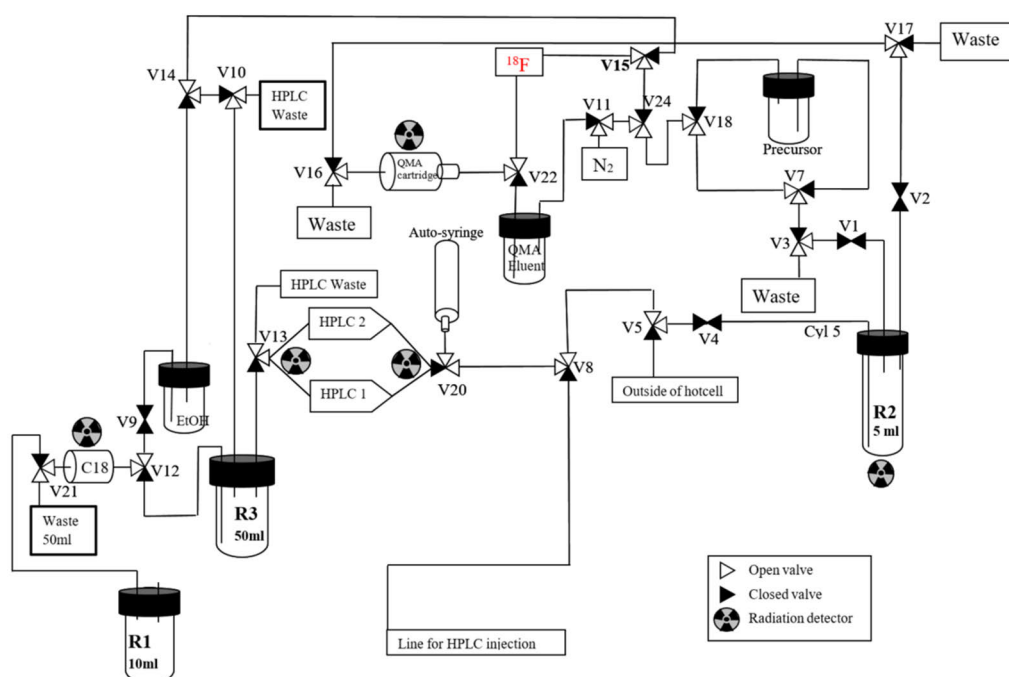 V17
Waste
V14
V10
¹⁸F
V15
HPLC
Waste
V11
V24
V18
QMA
cartridge
Precursor
V16
V22
N₂
V7
V2
Waste
Auto-syringe
QMA
Eluent
V3
V1
HPLC Waste
Waste
HPLC 2
V13
V5
V4
Cyl 5
V8
HPLC 1
V20
Outside of hotcell
EtOH
R2
5 ml
V9
C18
V12
V21
Waste
50ml
R3
50ml
Open valve
Closed valve
Radiation detector
Line for HPLC injection
R1
10ml